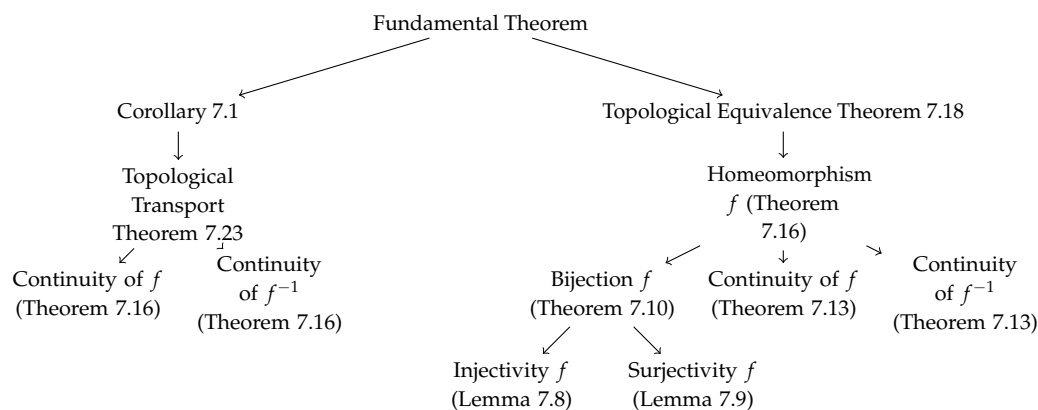 Fundamental Theorem
Corollary 7.1
Topological Equivalence Theorem 7.18
Topological
Transport
Theorem 7.23
Homeomorphism
f (Theorem
7.16)
Continuity of f
(Theorem 7.16)
Continuity
of f⁻¹
(Theorem 7.16)
Bijection f
(Theorem 7.10)
Continuity of f
(Theorem 7.13)
Continuity
of f⁻¹
(Theorem 7.13)
Injectivity f
(Lemma 7.8)
Surjectivity f
(Lemma 7.9)